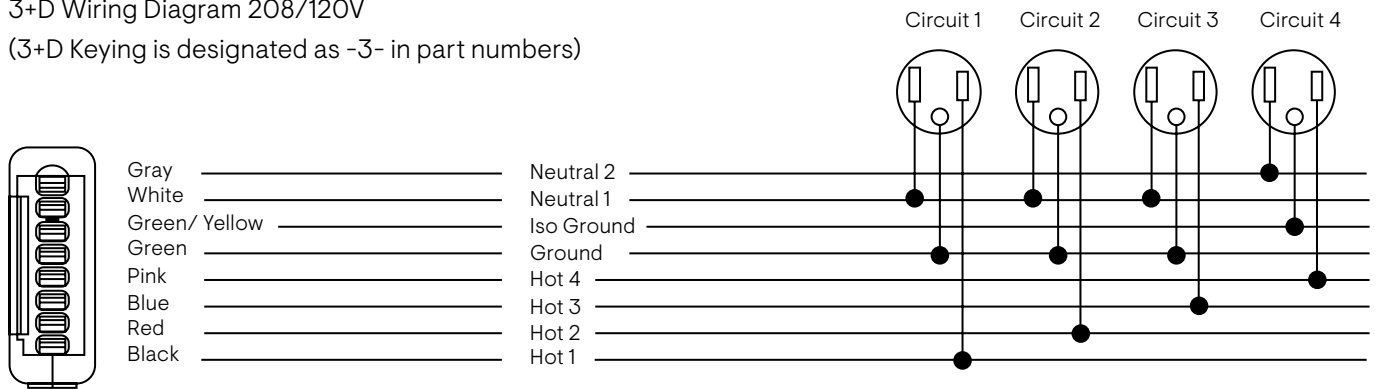 3+D Wiring Diagram 208/120V
(3+D Keying is designated as -3- in part numbers)
Circuit 1 Circuit 2 Circuit 3 Circuit 4
Gray Neutral 2
White Neutral 1
Green/ Yellow Iso Ground
Green Ground
Pink Hot 4
Blue Hot 3
Red Hot 2
Black Hot 1